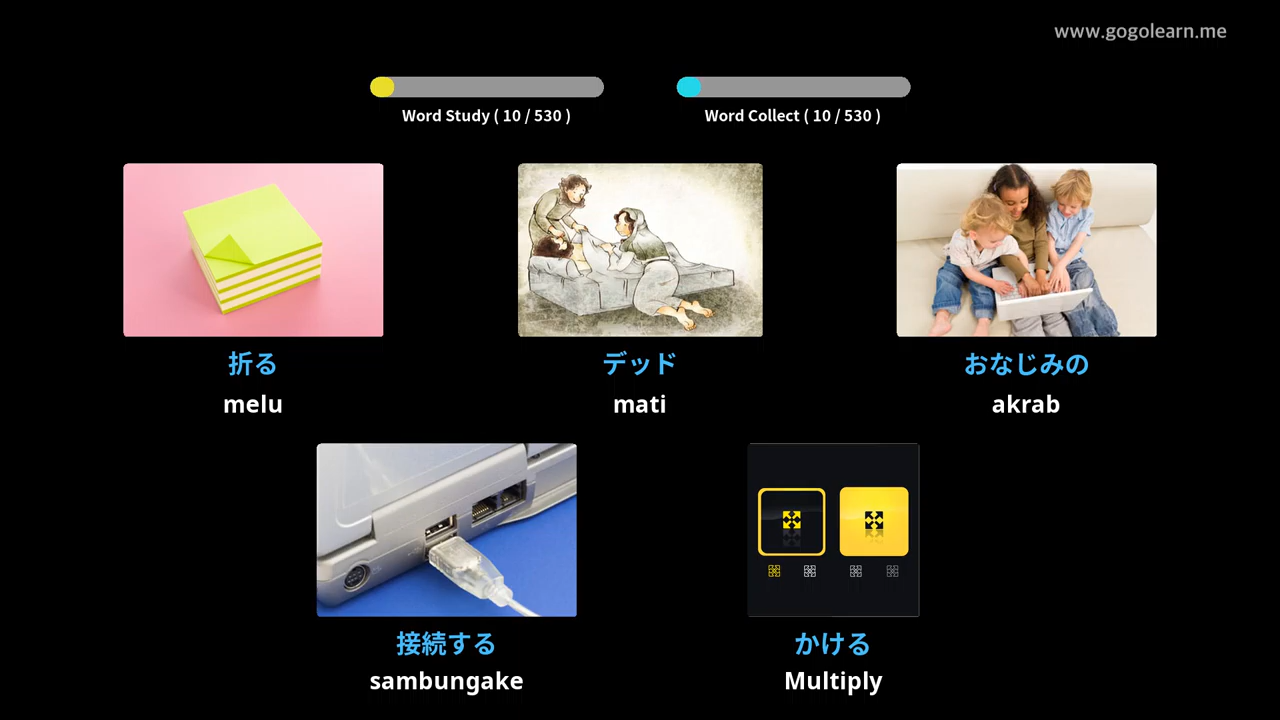 www.gogolearn.me
Word Study ( 10 / 530 )
Word Collect ( 10 / 530 )
折る
melu
デッド
mati
おなじみの
akrab
接続する
sambungake
かける
Multiply